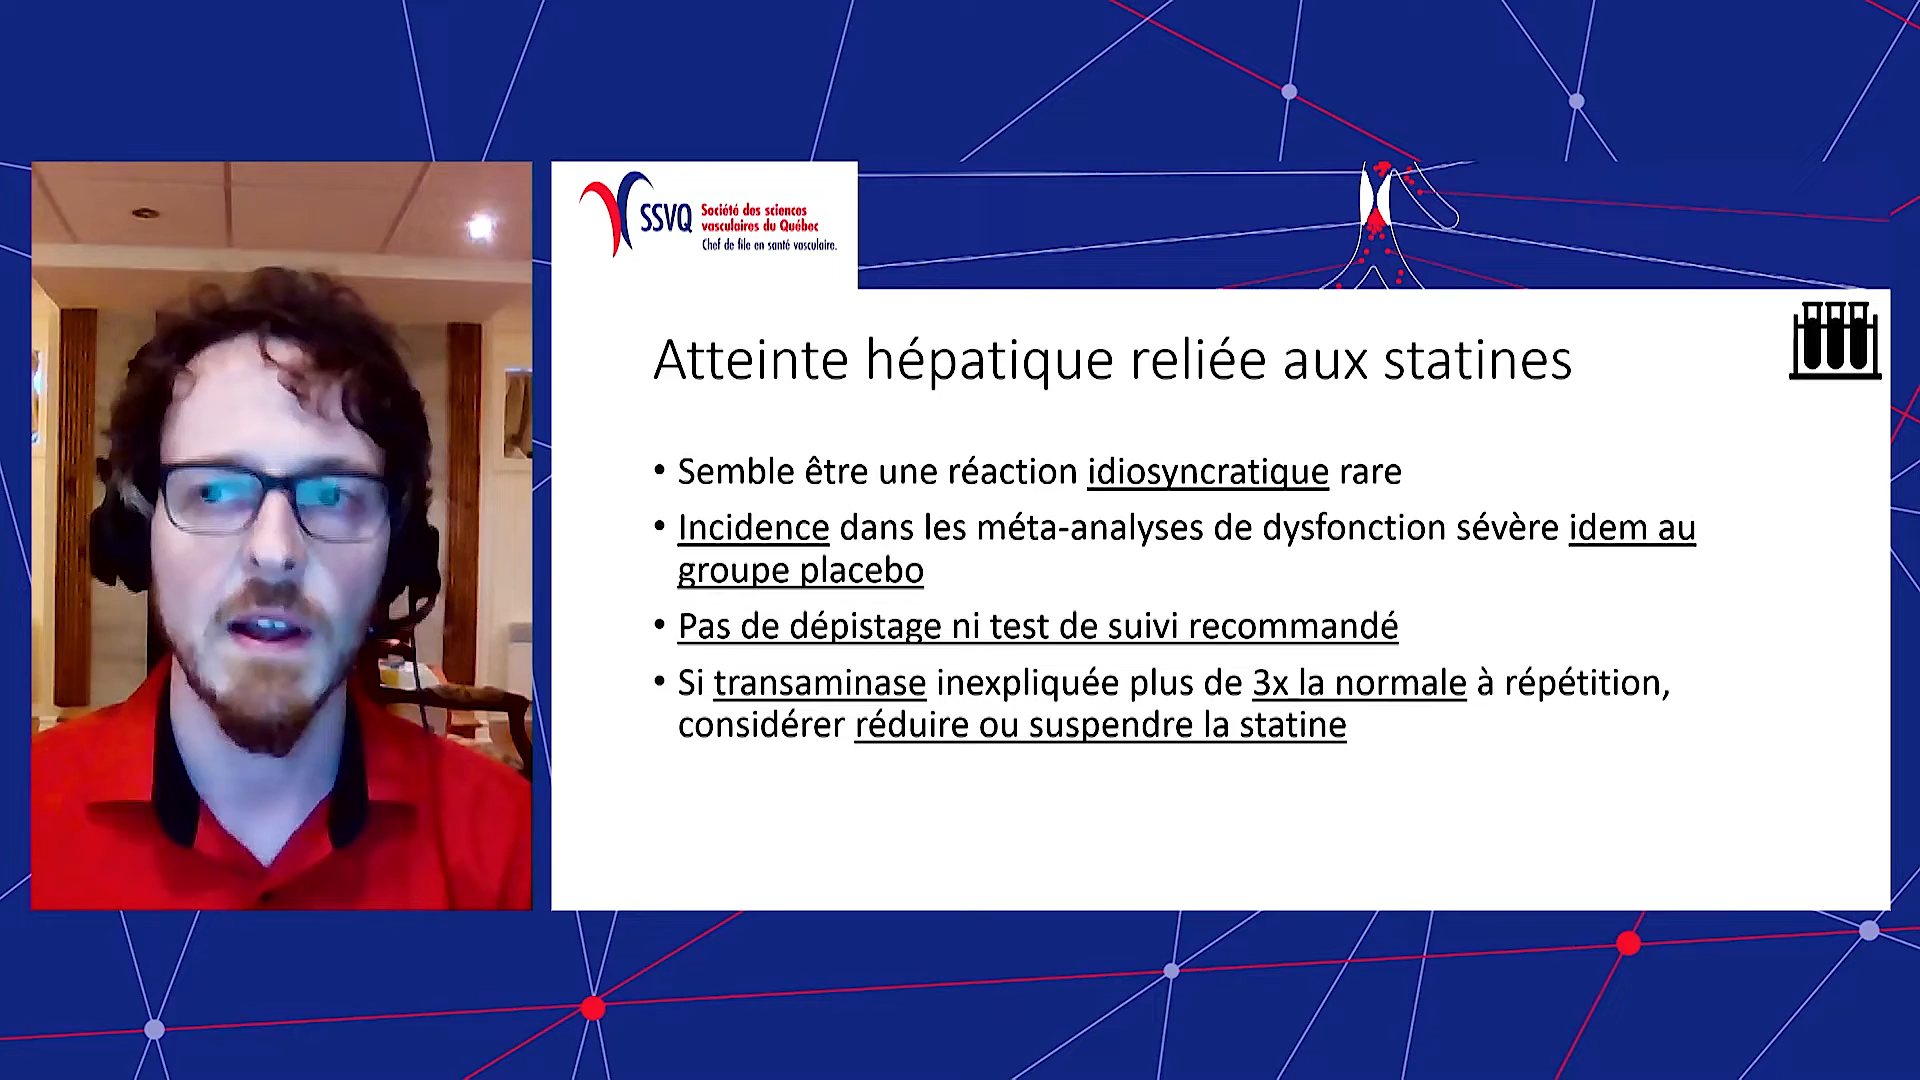 SSVQ
Société des sciences
vasculaires du Québec
Chef de file en santé vasculaire.
Atteinte hépatique reliée aux statines
• Semble être une réaction idiosyncratique rare
• Incidence dans les méta-analyses de dysfonction sévère idem au
groupe placebo
• Pas de dépistage ni test de suivi recommandé
• Si transaminase inexpliquée plus de 3x la normale à répétition,
considérer réduire ou suspendre la statine